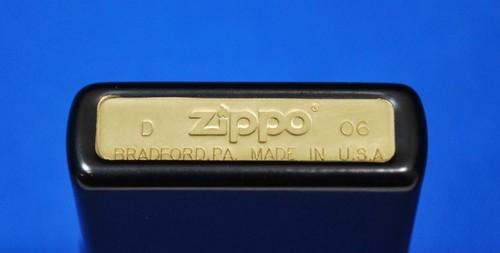 D zippo® 06
BRADFORD,PA. MADE IN U.S.A